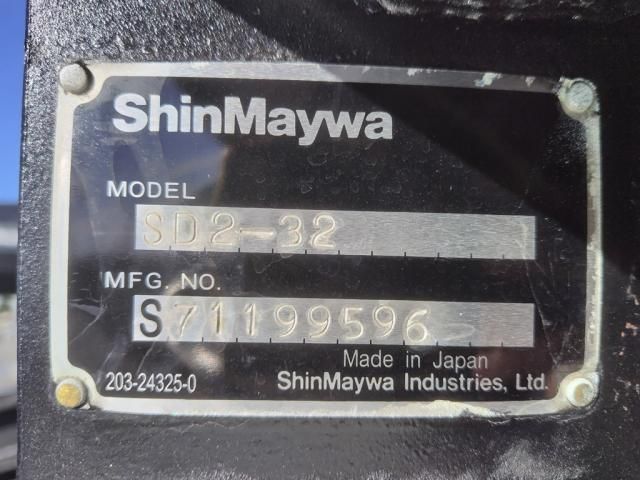 ShinMaywa
MODEL
SD2-32
MFG. NO.
S71199596
Made in Japan
203-24325-0 ShinMaywa Industries, Ltd.